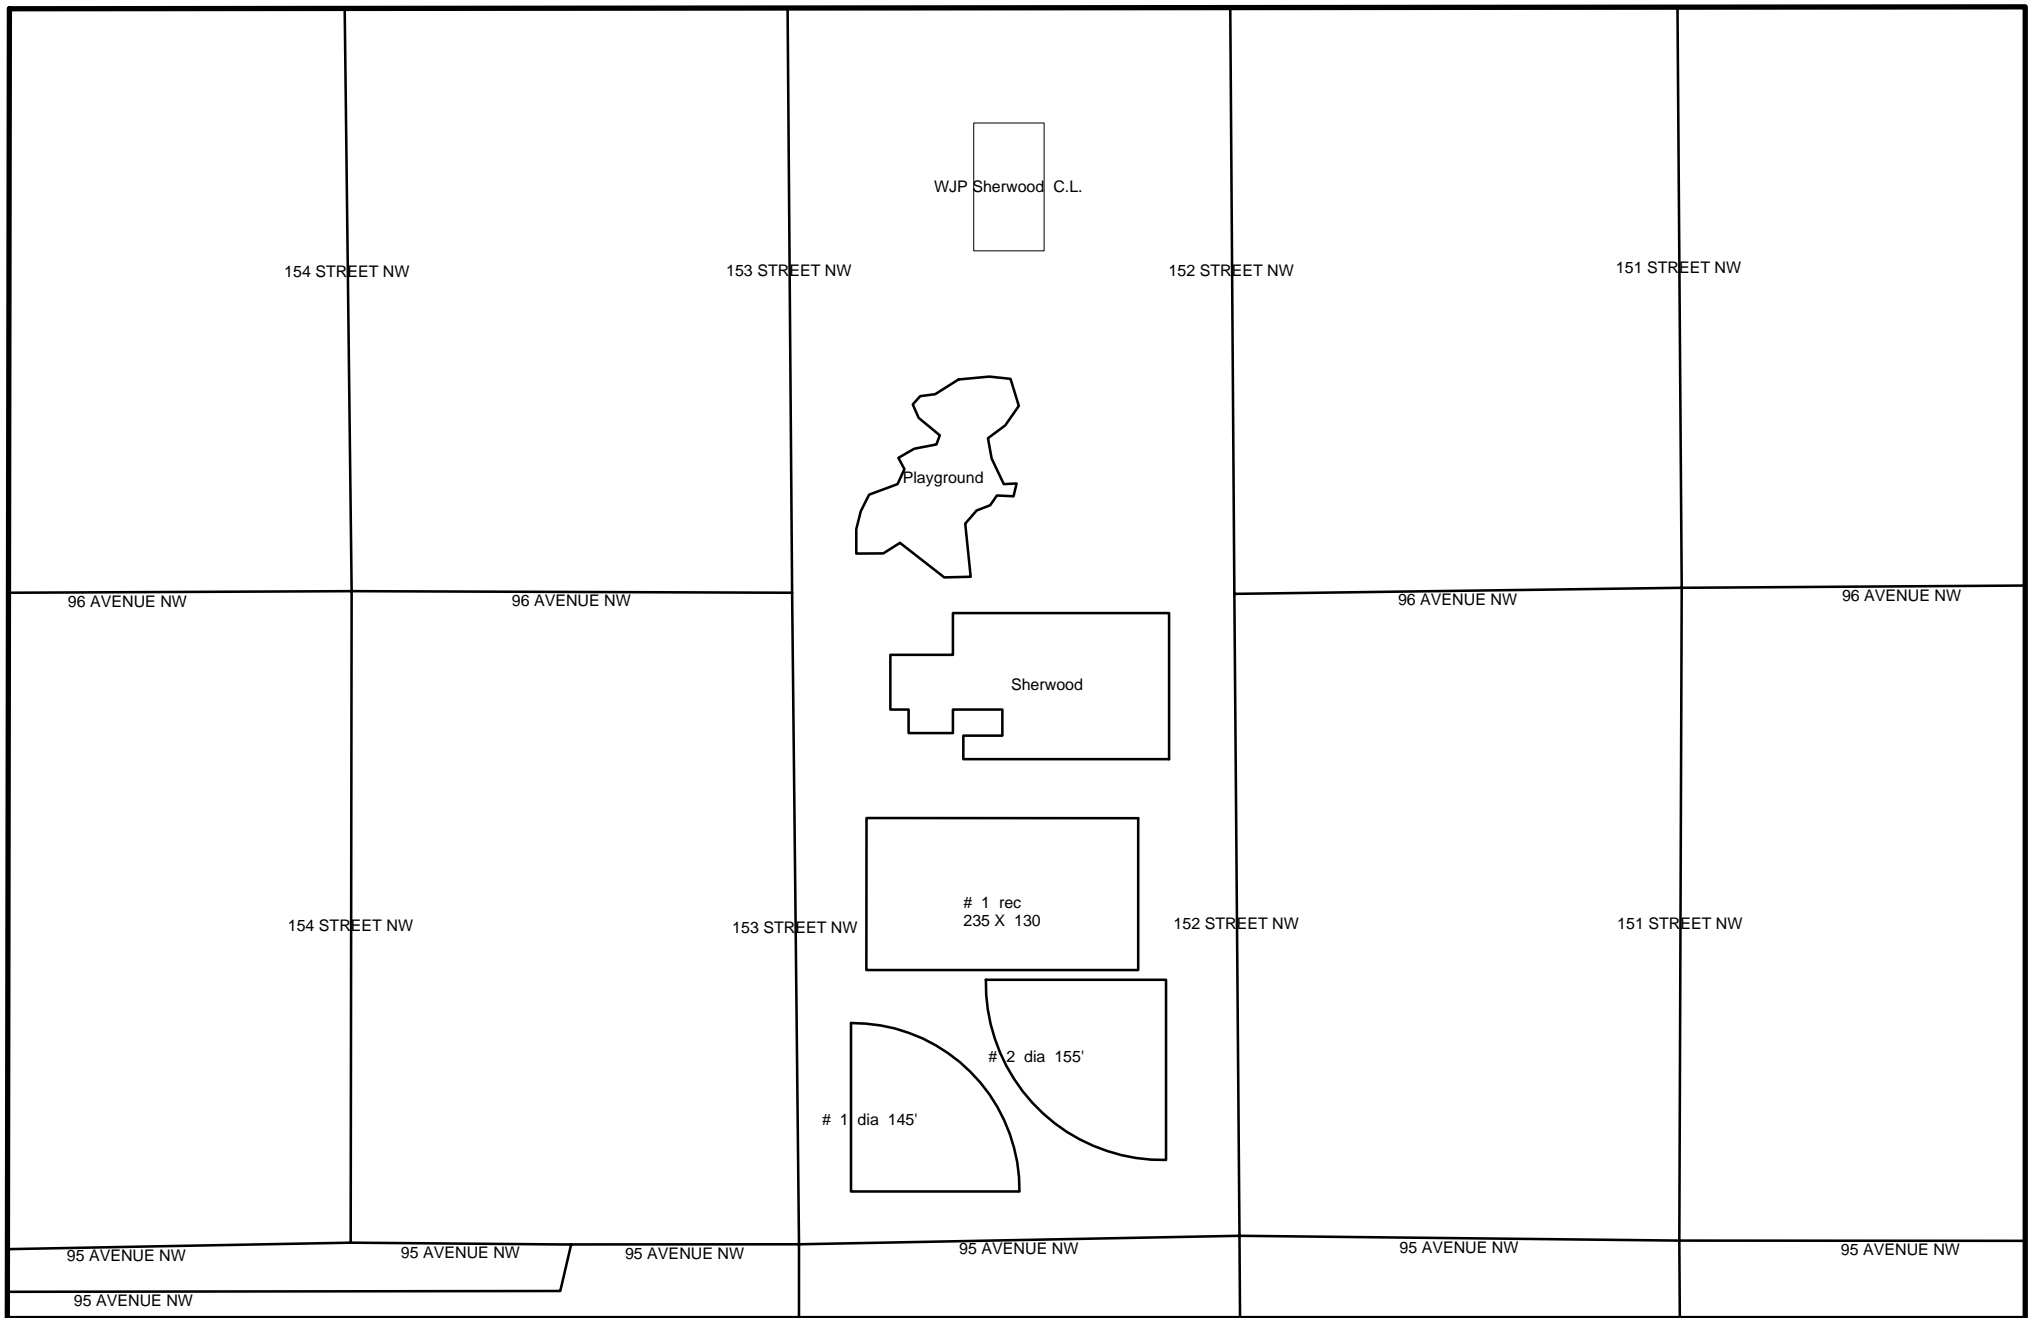 WJP Sherwood C.L.
154 STREET NW
153 STREET NW
152 STREET NW
151 STREET NW
Playground
96 AVENUE NW
96 AVENUE NW
96 AVENUE NW
96 AVENUE NW
Sherwood
# 1 rec
235 X 130
154 STREET NW
153 STREET NW
152 STREET NW
151 STREET NW
# 2 dia 155'
# 1 dia 145'
95 AVENUE NW
95 AVENUE NW
95 AVENUE NW
95 AVENUE NW
95 AVENUE NW
95 AVENUE NW
95 AVENUE NW